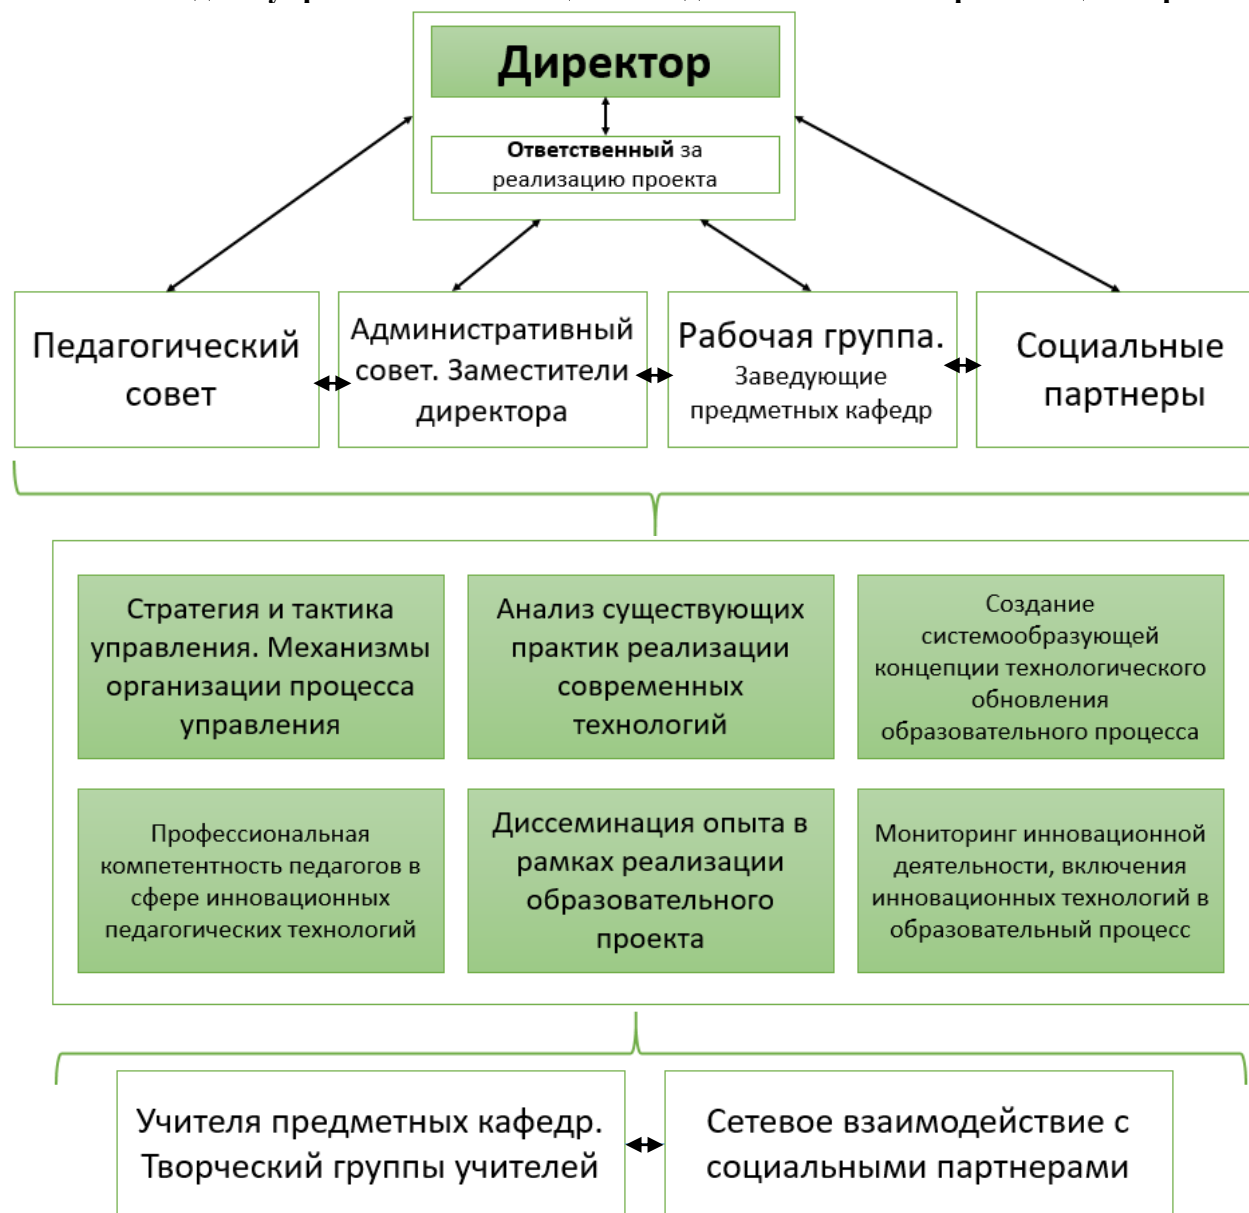 Директор
Ответственный за
реализацию проекта
Педагогический
совет
Административный
совет. Заместители
директора
Рабочая группа.
Заведующие
предметных кафедр
Социальные
партнеры
Стратегия и тактика
управления. Механизмы
организации процесса
управления
Анализ существующих
практик реализации
современных
технологий
Создание
системообразующей
концепции технологического
обновления
образовательного процесса
Профессиональная
компетентность педагогов в
сфере инновационных
педагогических технологий
Диссеминация опыта в
рамках реализации
образовательного
проекта
Мониторинг инновационной
деятельности, включения
инновационных технологий в
образовательный процесс
Учителя предметных кафедр.
Творческий группы учителей
Сетевое взаимодействие с
социальными партнерами